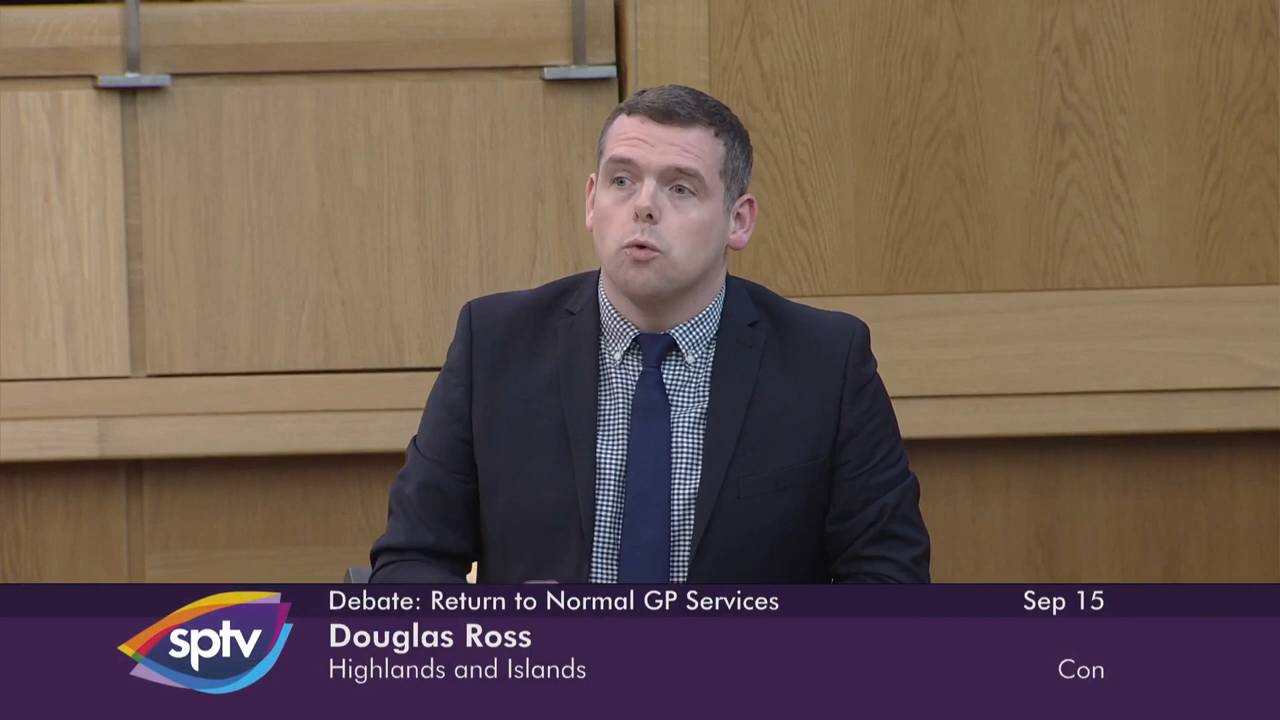 Debate: Return to Normal GP Services
Sep 15
sptv
Douglas Ross
Highlands and Islands
Con